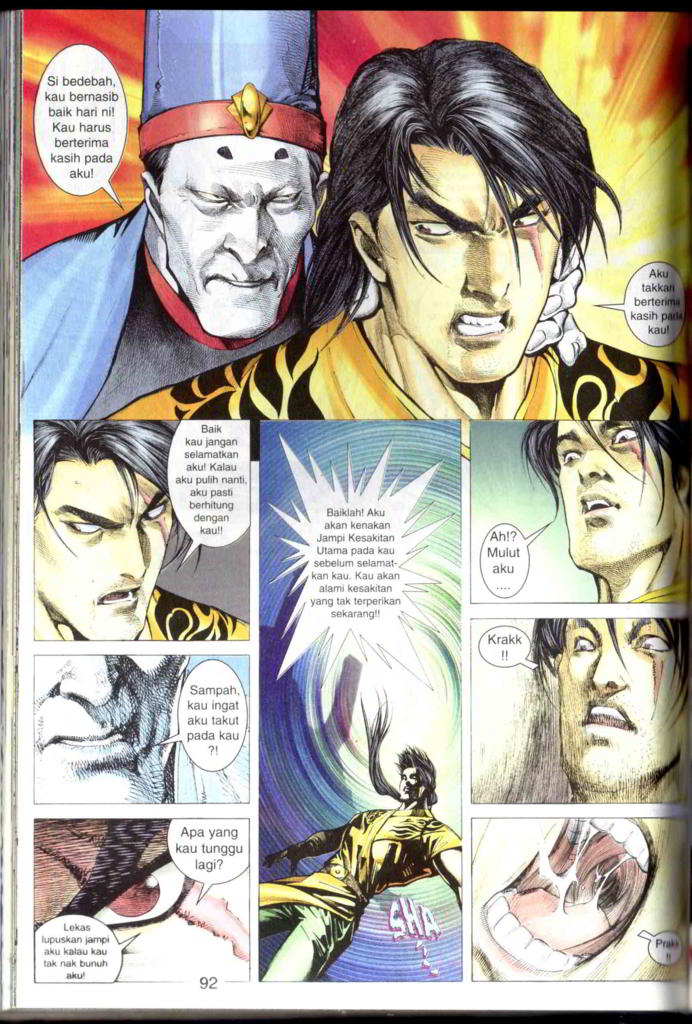 Si bedebah,
kau bernasib
baik hari ni!
Kau harus
berterima
kasih pada
aku!
Aku
takkan
berterima
kasih pada
kau!
Baik
kau jangan
selamatkan
aku! Kalau
aku pulih nanti,
aku pasti
berhitung
dengan
kau!!
Sampah,
kau ingat
aku takut
pada kau
?!
Apa yang
kau tunggu
lagi?
Lekas
lupuskan jampi
aku kalau kau
tak nak bunuh
aku!
Baiklah! Aku
akan kenakan
Jampi Kesakitan
Utama pada kau
sebelum selamat-
kan kau. Kau akan
alami kesakitan
yang tak terperikan
sekarang!!
SHA
Ah!?
Mulut
aku
....
Krakk
!!
Prakk
!!
92